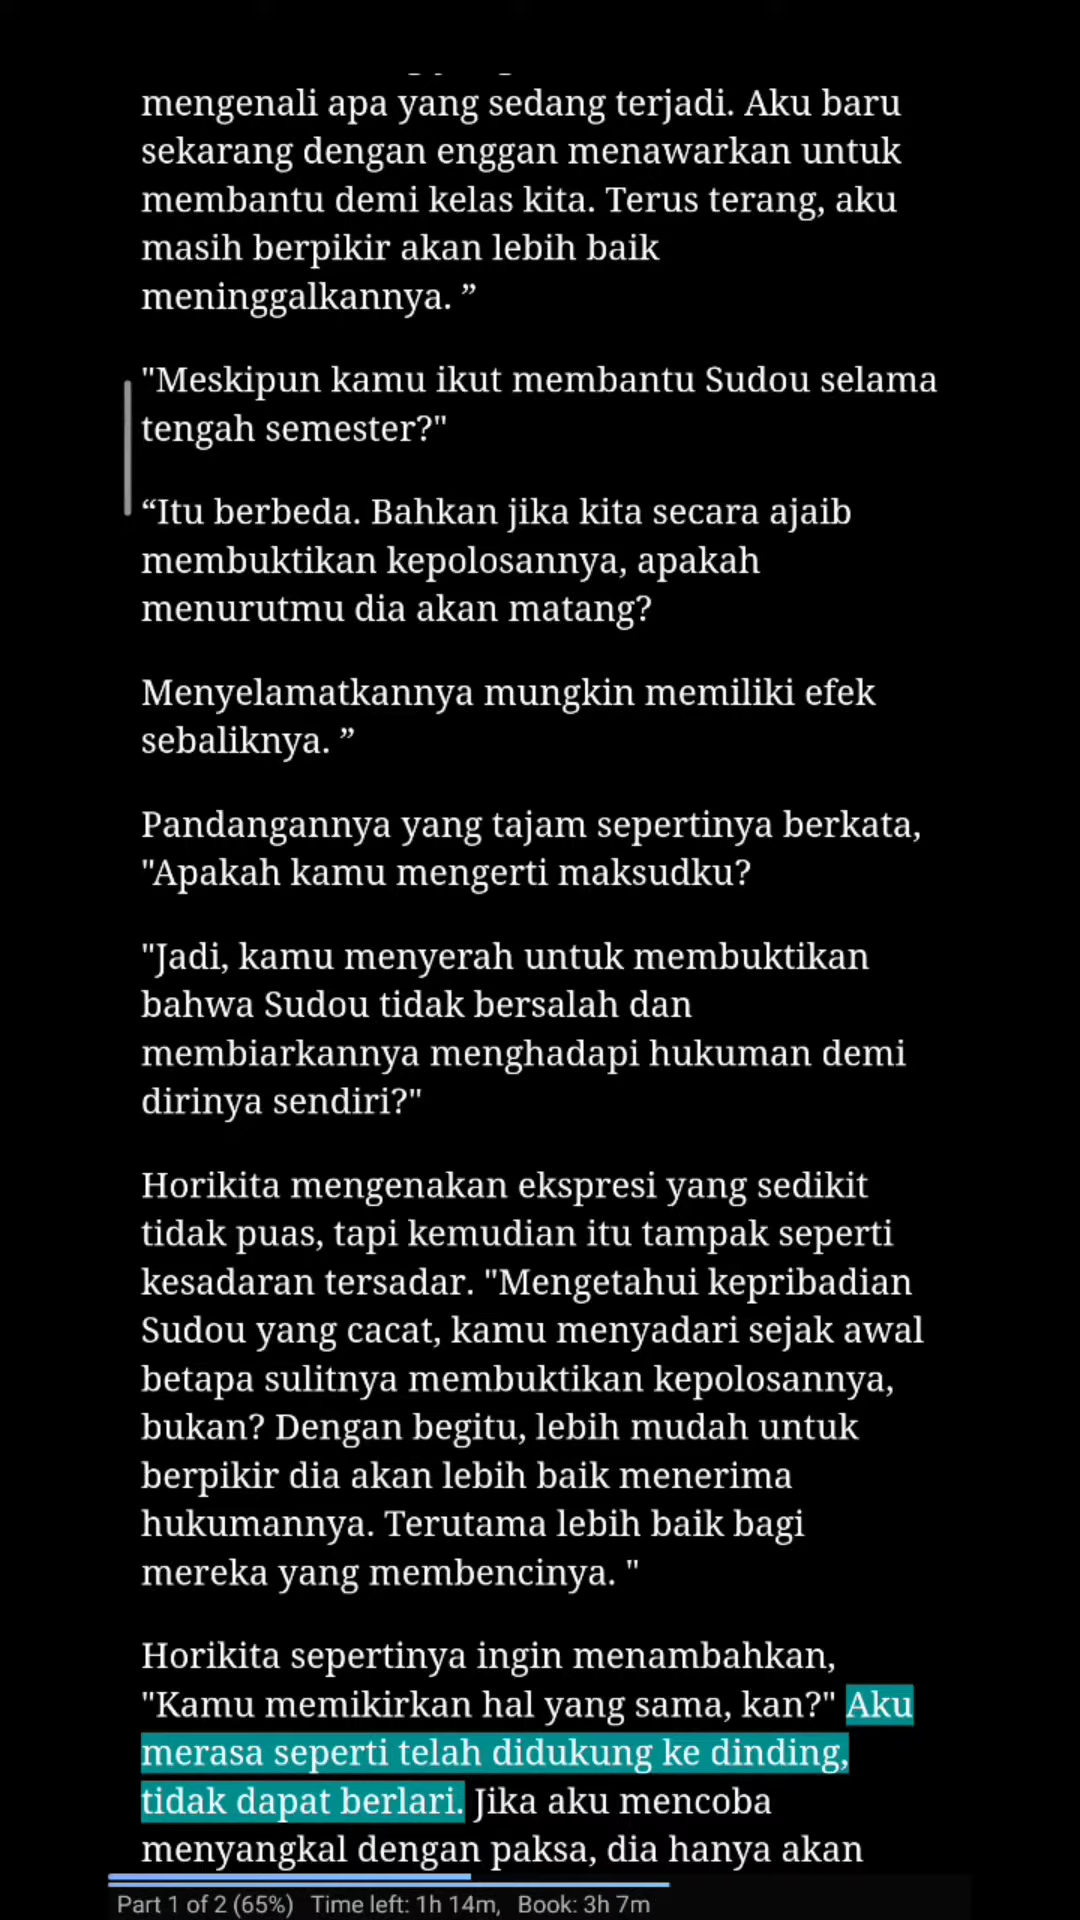 mengenali apa yang sedang terjadi. Aku baru
sekarang dengan enggan menawarkan untuk
membantu demi kelas kita. Terus terang, aku
masih berpikir akan lebih baik
meninggalkannya. ”
"Meskipun kamu ikut membantu Sudou selama
tengah semester?"
“Itu berbeda. Bahkan jika kita secara ajaib
membuktikan kepolosannya, apakah
menurutmu dia akan matang?
Menyelamatkannya mungkin memiliki efek
sebaliknya. ”
Pandangannya yang tajam sepertinya berkata,
"Apakah kamu mengerti maksudku?
"Jadi, kamu menyerah untuk membuktikan
bahwa Sudou tidak bersalah dan
membiarkannya menghadapi hukuman demi
dirinya sendiri?"
Horikita mengenakan ekspresi yang sedikit
tidak puas, tapi kemudian itu tampak seperti
kesadaran tersadar. "Mengetahui kepribadian
Sudou yang cacat, kamu menyadari sejak awal
betapa sulitnya membuktikan kepolosannya,
bukan? Dengan begitu, lebih mudah untuk
berpikir dia akan lebih baik menerima
hukumannya. Terutama lebih baik bagi
mereka yang membencinya. "
Horikita sepertinya ingin menambahkan,
"Kamu memikirkan hal yang sama, kan?" Aku
merasa seperti telah didukung ke dinding,
tidak dapat berlari. Jika aku mencoba
menyangkal dengan paksa, dia hanya akan
Part 1 of 2 (65%) Time left: 1h 14m, Book: 3h 7m